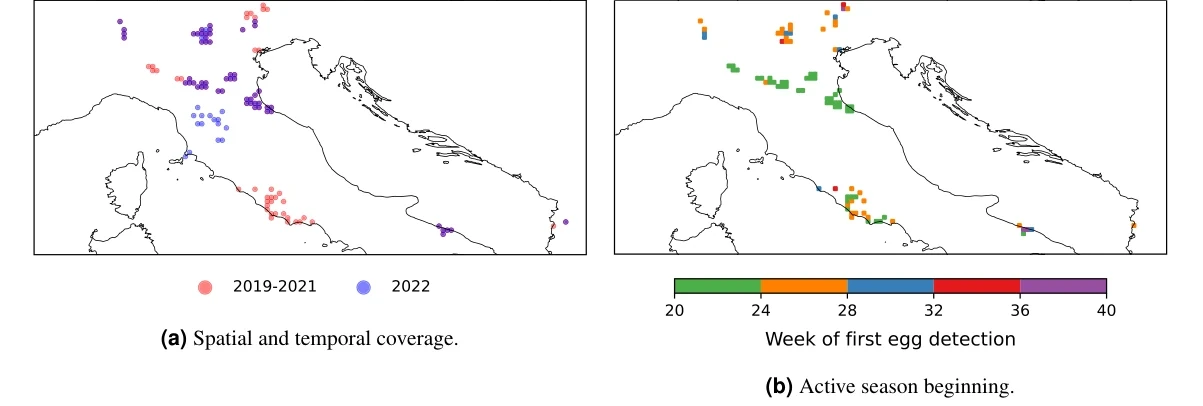 2019-2021 2022
(a) Spatial and temporal coverage.
20 24 28 32 36 40
Week of first egg detection
(b) Active season beginning.